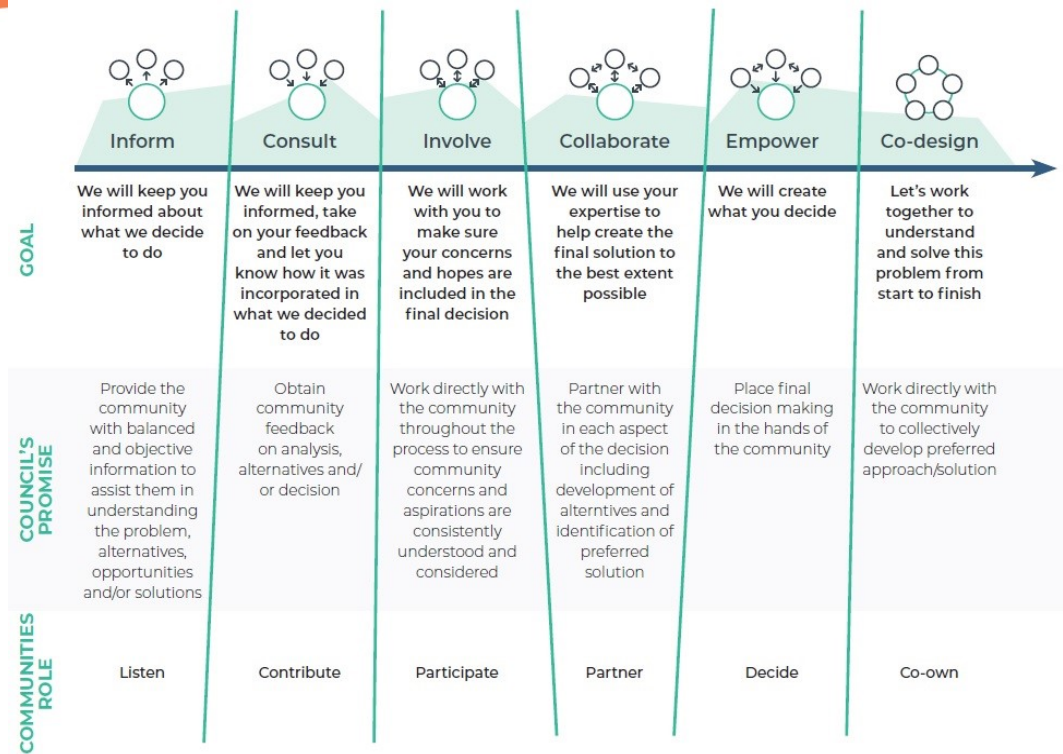 Inform
Consult
Involve
Collaborate
Empower
Co-design
GOAL
We will keep you
informed about
what we decide
to do
We will keep you
informed, take
on your feedback
and let you
know how it was
incorporated in
what we decided
to do
We will work
with you to
make sure
your concerns
and hopes are
included in the
final decision
We will use your
expertise to
help create the
final solution to
the best extent
possible
We will create
what you decide
Let's work
together to
understand
and solve this
problem from
start to finish
COUNCIL'S
PROMISE
Provide the
community
with balanced
and objective
information to
assist them in
understanding
the problem,
alternatives,
opportunities
and/or solutions
Obtain
community
feedback
on analysis,
alternatives and/
or decision
Work directly with
the community
throughout the
process to ensure
community
concerns and
aspirations are
consistently
understood and
considered
Partner with
the community
in each aspect
of the decision
including
development of
alterntives and
identification of
preferred
solution
Place final
decision making
in the hands of
the community
Work directly with
the community
to collectively
develop preferred
approach/solution
COMMUNITIES
ROLE
Listen
Contribute
Participate
Partner
Decide
Co-own